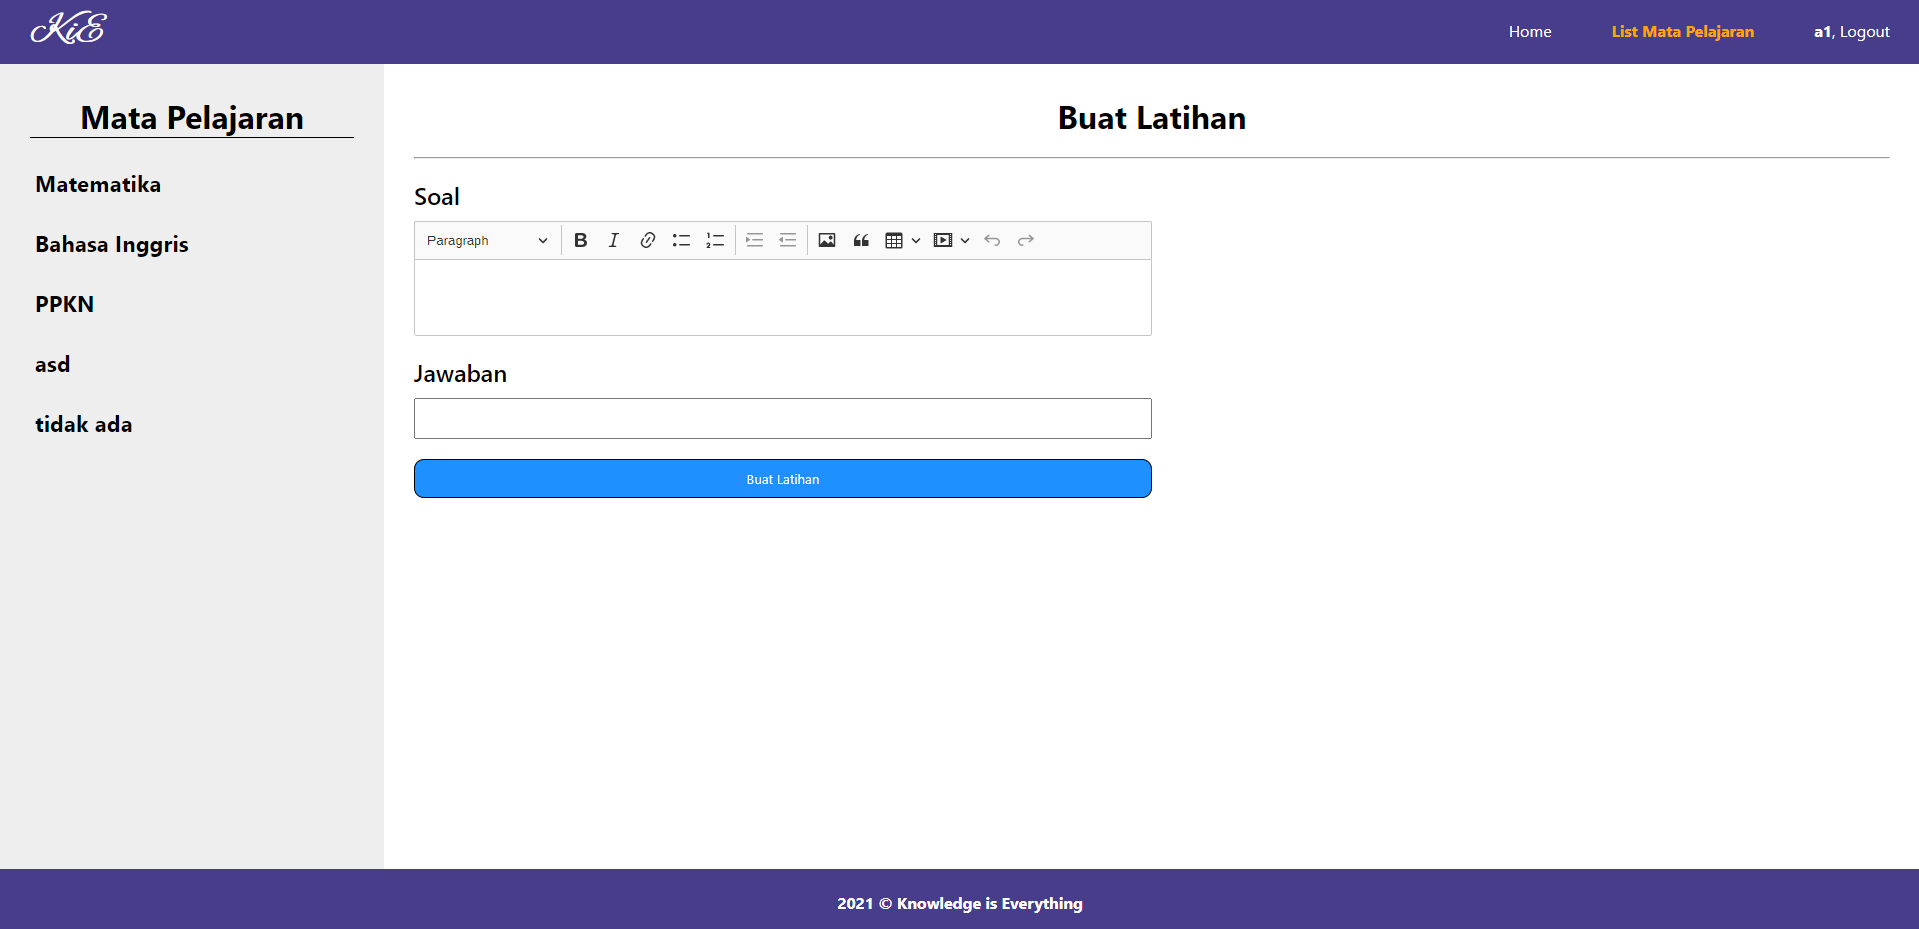 KiE
Home
List Mata Pelajaran
a1, Logout
Mata Pelajaran
Matematika
Bahasa Inggris
PPKN
asd
tidak ada
Buat Latihan
Soal
Paragraph
Jawaban
Buat Latihan
2021 © Knowledge is Everything